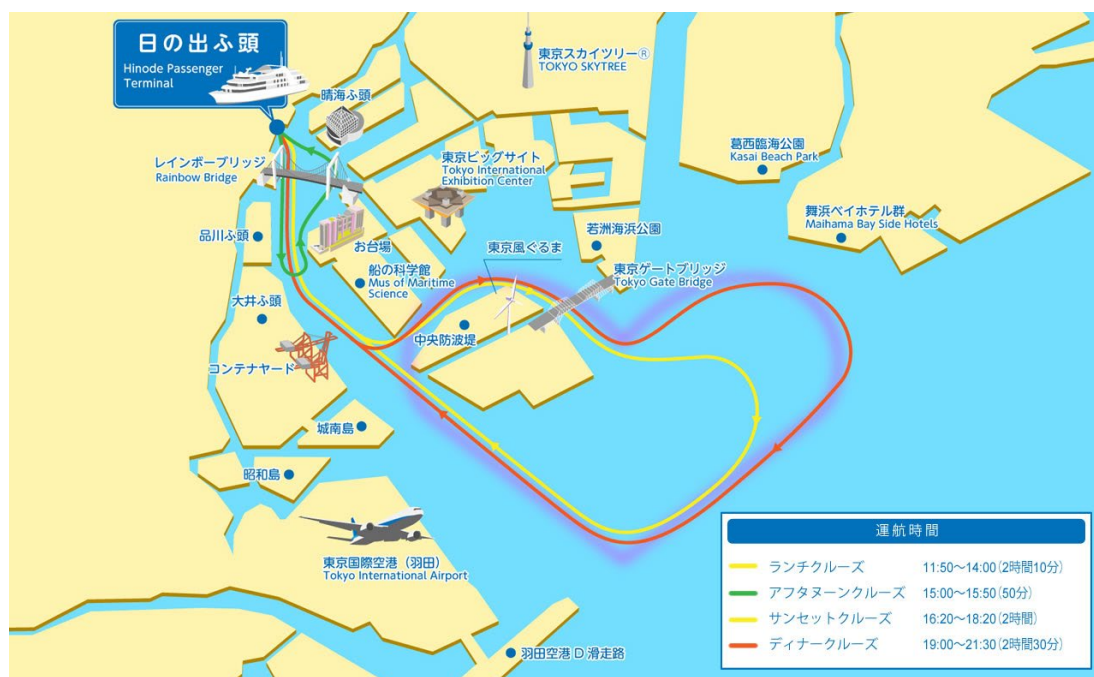 日の出ふ頭
Hinode Passenger
Terminal
東京スカイツリー®
TOKYO SKYTREE
晴海ふ頭
レインボーブリッジ
Rainbow Bridge
東京ビッグサイト
Tokyo International
Exhibition Center
葛西臨海公園
Kasai Beach Park
舞浜ベイホテル群
Maihama Bay Side Hotels
品川ふ頭
お台場
若洲海浜公園
東京風ぐるま
船の科学館
Mus of Maritime
Science
東京ゲートブリッジ
Tokyo Gate Bridge
大井ふ頭
中央防波堤
コンテナヤード
城南島
昭和島
東京国際空港（羽田）
Tokyo International Airport
羽田空港 D 滑走路
運航時間
ランチクルーズ 11:50〜14:00(2時間10分)
アフタヌーンクルーズ 15:00〜15:50(50分)
サンセットクルーズ 16:20〜18:20(2時間)
ディナークルーズ 19:00〜21:30(2時間30分)